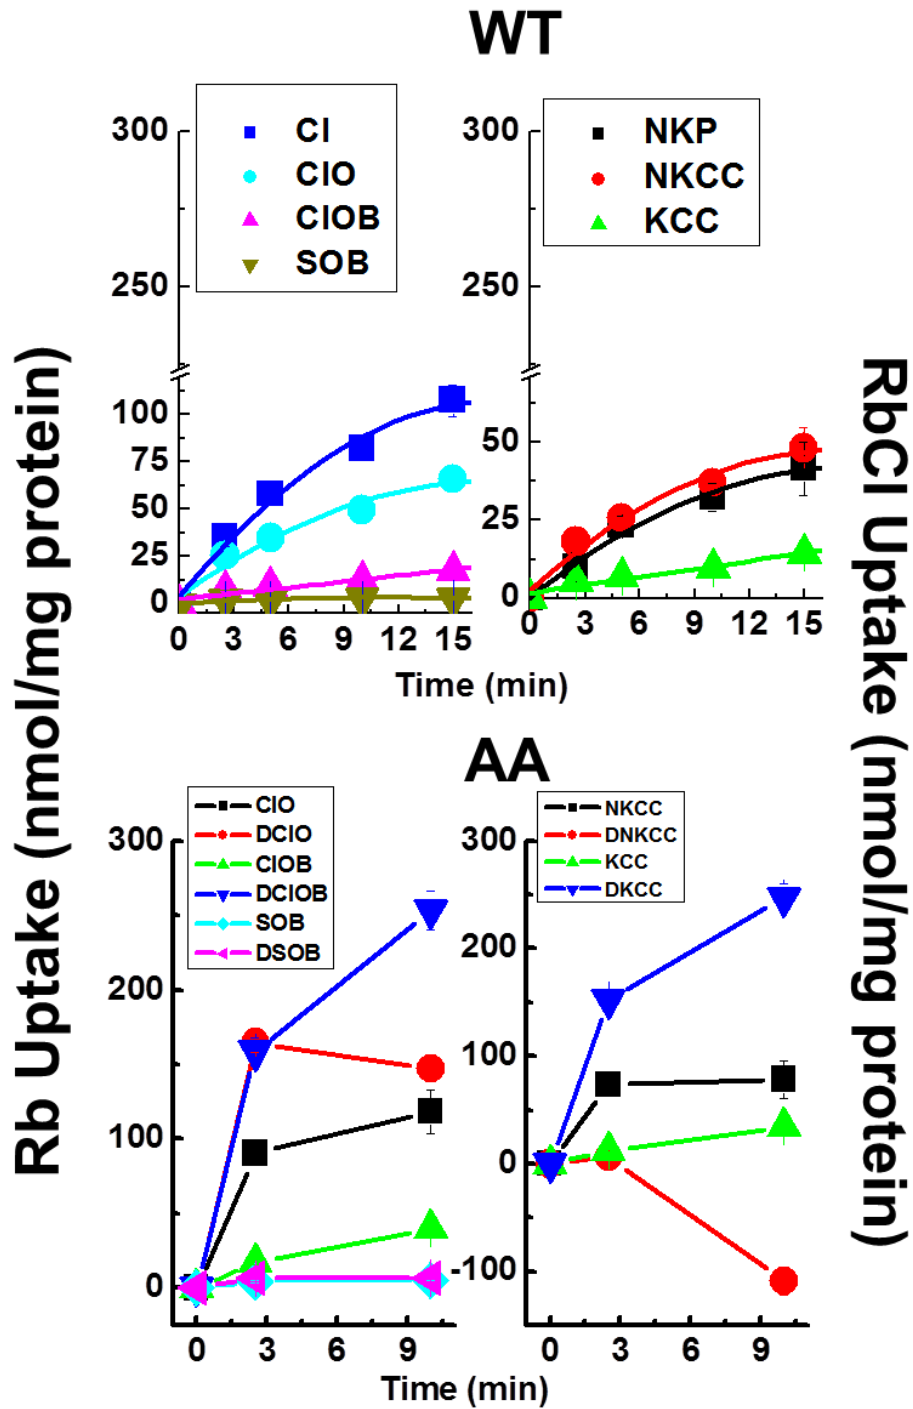 WT
CI
CIO
CIOB
SOB
NKP
NKCC
KCC
300
250
100
75
50
25
0
0 3 6 9 12 15
300
250
50
25
0
0 3 6 9 12 15
Time (min)
Rb Uptake (nmol/mg protein)
RbCl Uptake (nmol/mg protein)
AA
CIO
DCIO
CIOB
DCIOB
SOB
DSOB
NKCC
DNKCC
KCC
DKCC
300
200
100
0
0 3 6 9
300
200
100
0
-100
0 3 6 9
Time (min)